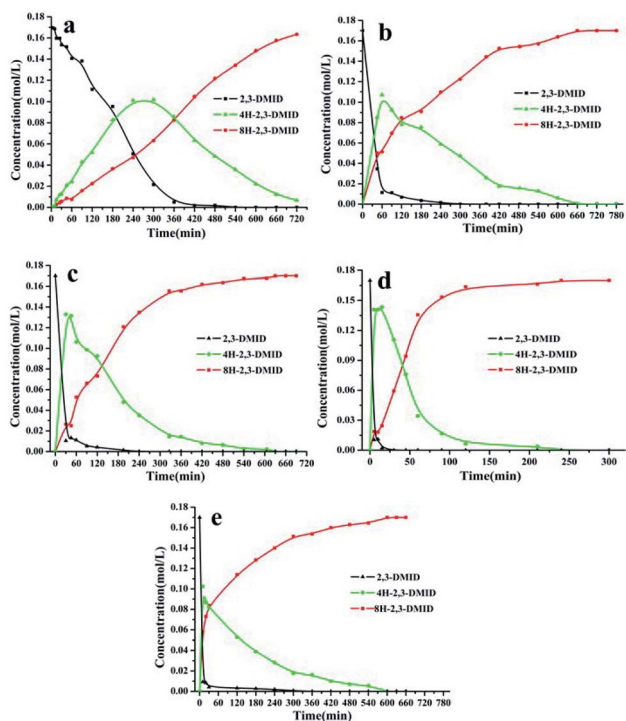 a
Concentration(mol/L)
0.18
0.16
0.14
0.12
0.10
0.08
0.06
0.04
0.02
0.00
2,3-DMID
4H-2,3-DMID
8H-2,3-DMID
0 60 120 180 240 300 360 420 480 540 600 660 720
Time(min)
b
Concentration(mol/L)
0.18
0.16
0.14
0.12
0.10
0.08
0.06
0.04
0.02
0.00
2,3-DMID
4H-2,3-DMID
8H-2,3-DMID
0 60 120 180 240 300 360 420 480 540 600 660 720 780
Time(min)
c
Concentration(mol/L)
0.18
0.16
0.14
0.12
0.10
0.08
0.06
0.04
0.02
0.00
2,3-DMID
4H-2,3-DMID
8H-2,3-DMID
0 60 120 180 240 300 360 420 480 540 600 660 720
Time(min)
d
Concentration(mol/L)
0.18
0.15
0.12
0.09
0.06
0.03
0.00
2,3-DMID
4H-2,3-DMID
8H-2,3-DMID
0 50 100 150 200 250 300
Time(min)
e
Concentration(mol/L)
0.18
0.16
0.14
0.12
0.10
0.08
0.06
0.04
0.02
0.00
2,3-DMID
4H-2,3-DMID
8H-2,3-DMID
0 60 120 180 240 300 360 420 480 540 600 660 720 780
Time(min)